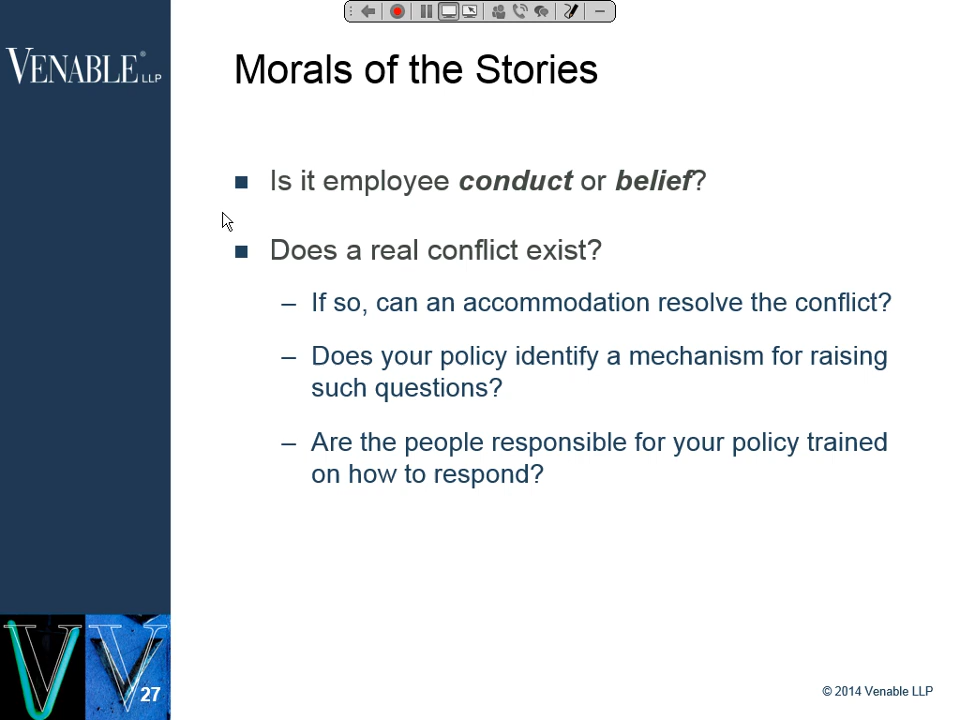 VENABLE® LLP
Morals of the Stories
Is it employee conduct or belief?
Does a real conflict exist?
– If so, can an accommodation resolve the conflict?
– Does your policy identify a mechanism for raising
such questions?
– Are the people responsible for your policy trained
on how to respond?
V V
27
© 2014 Venable LLP